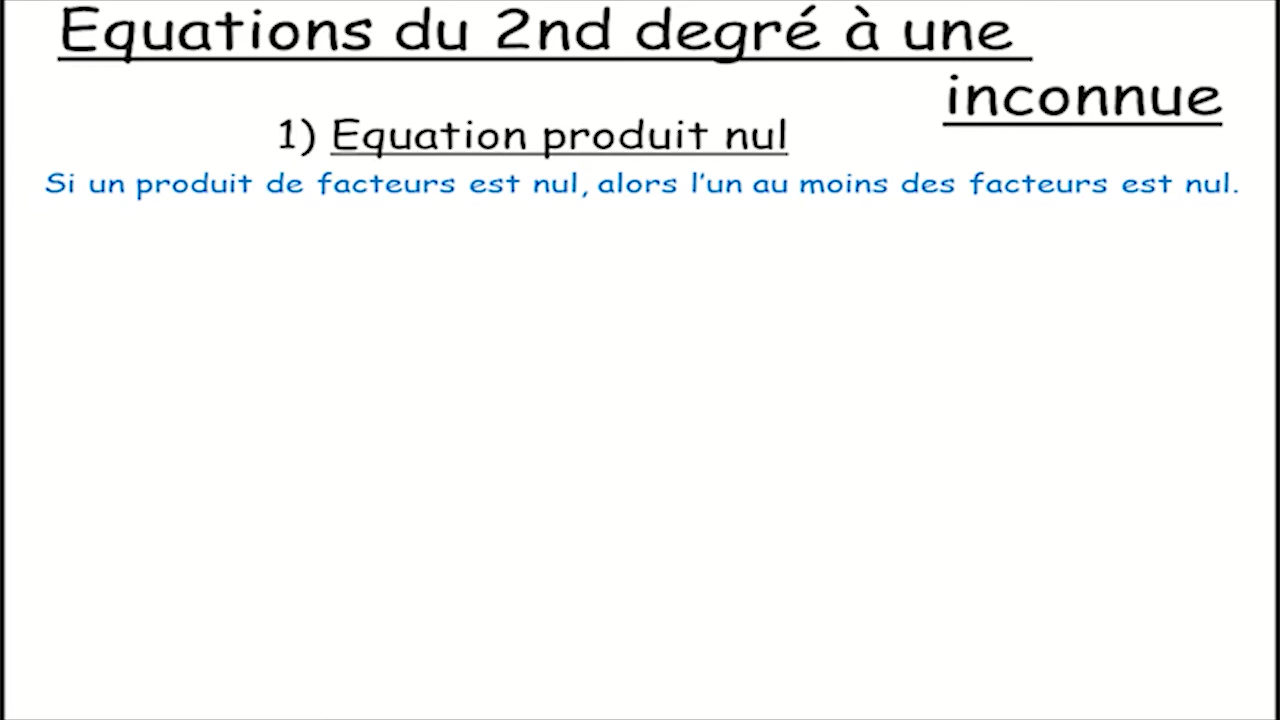 Equations du 2nd degré à une
inconnue
1) Equation produit nul
Si un produit de facteurs est nul, alors l’un au moins des facteurs est nul.